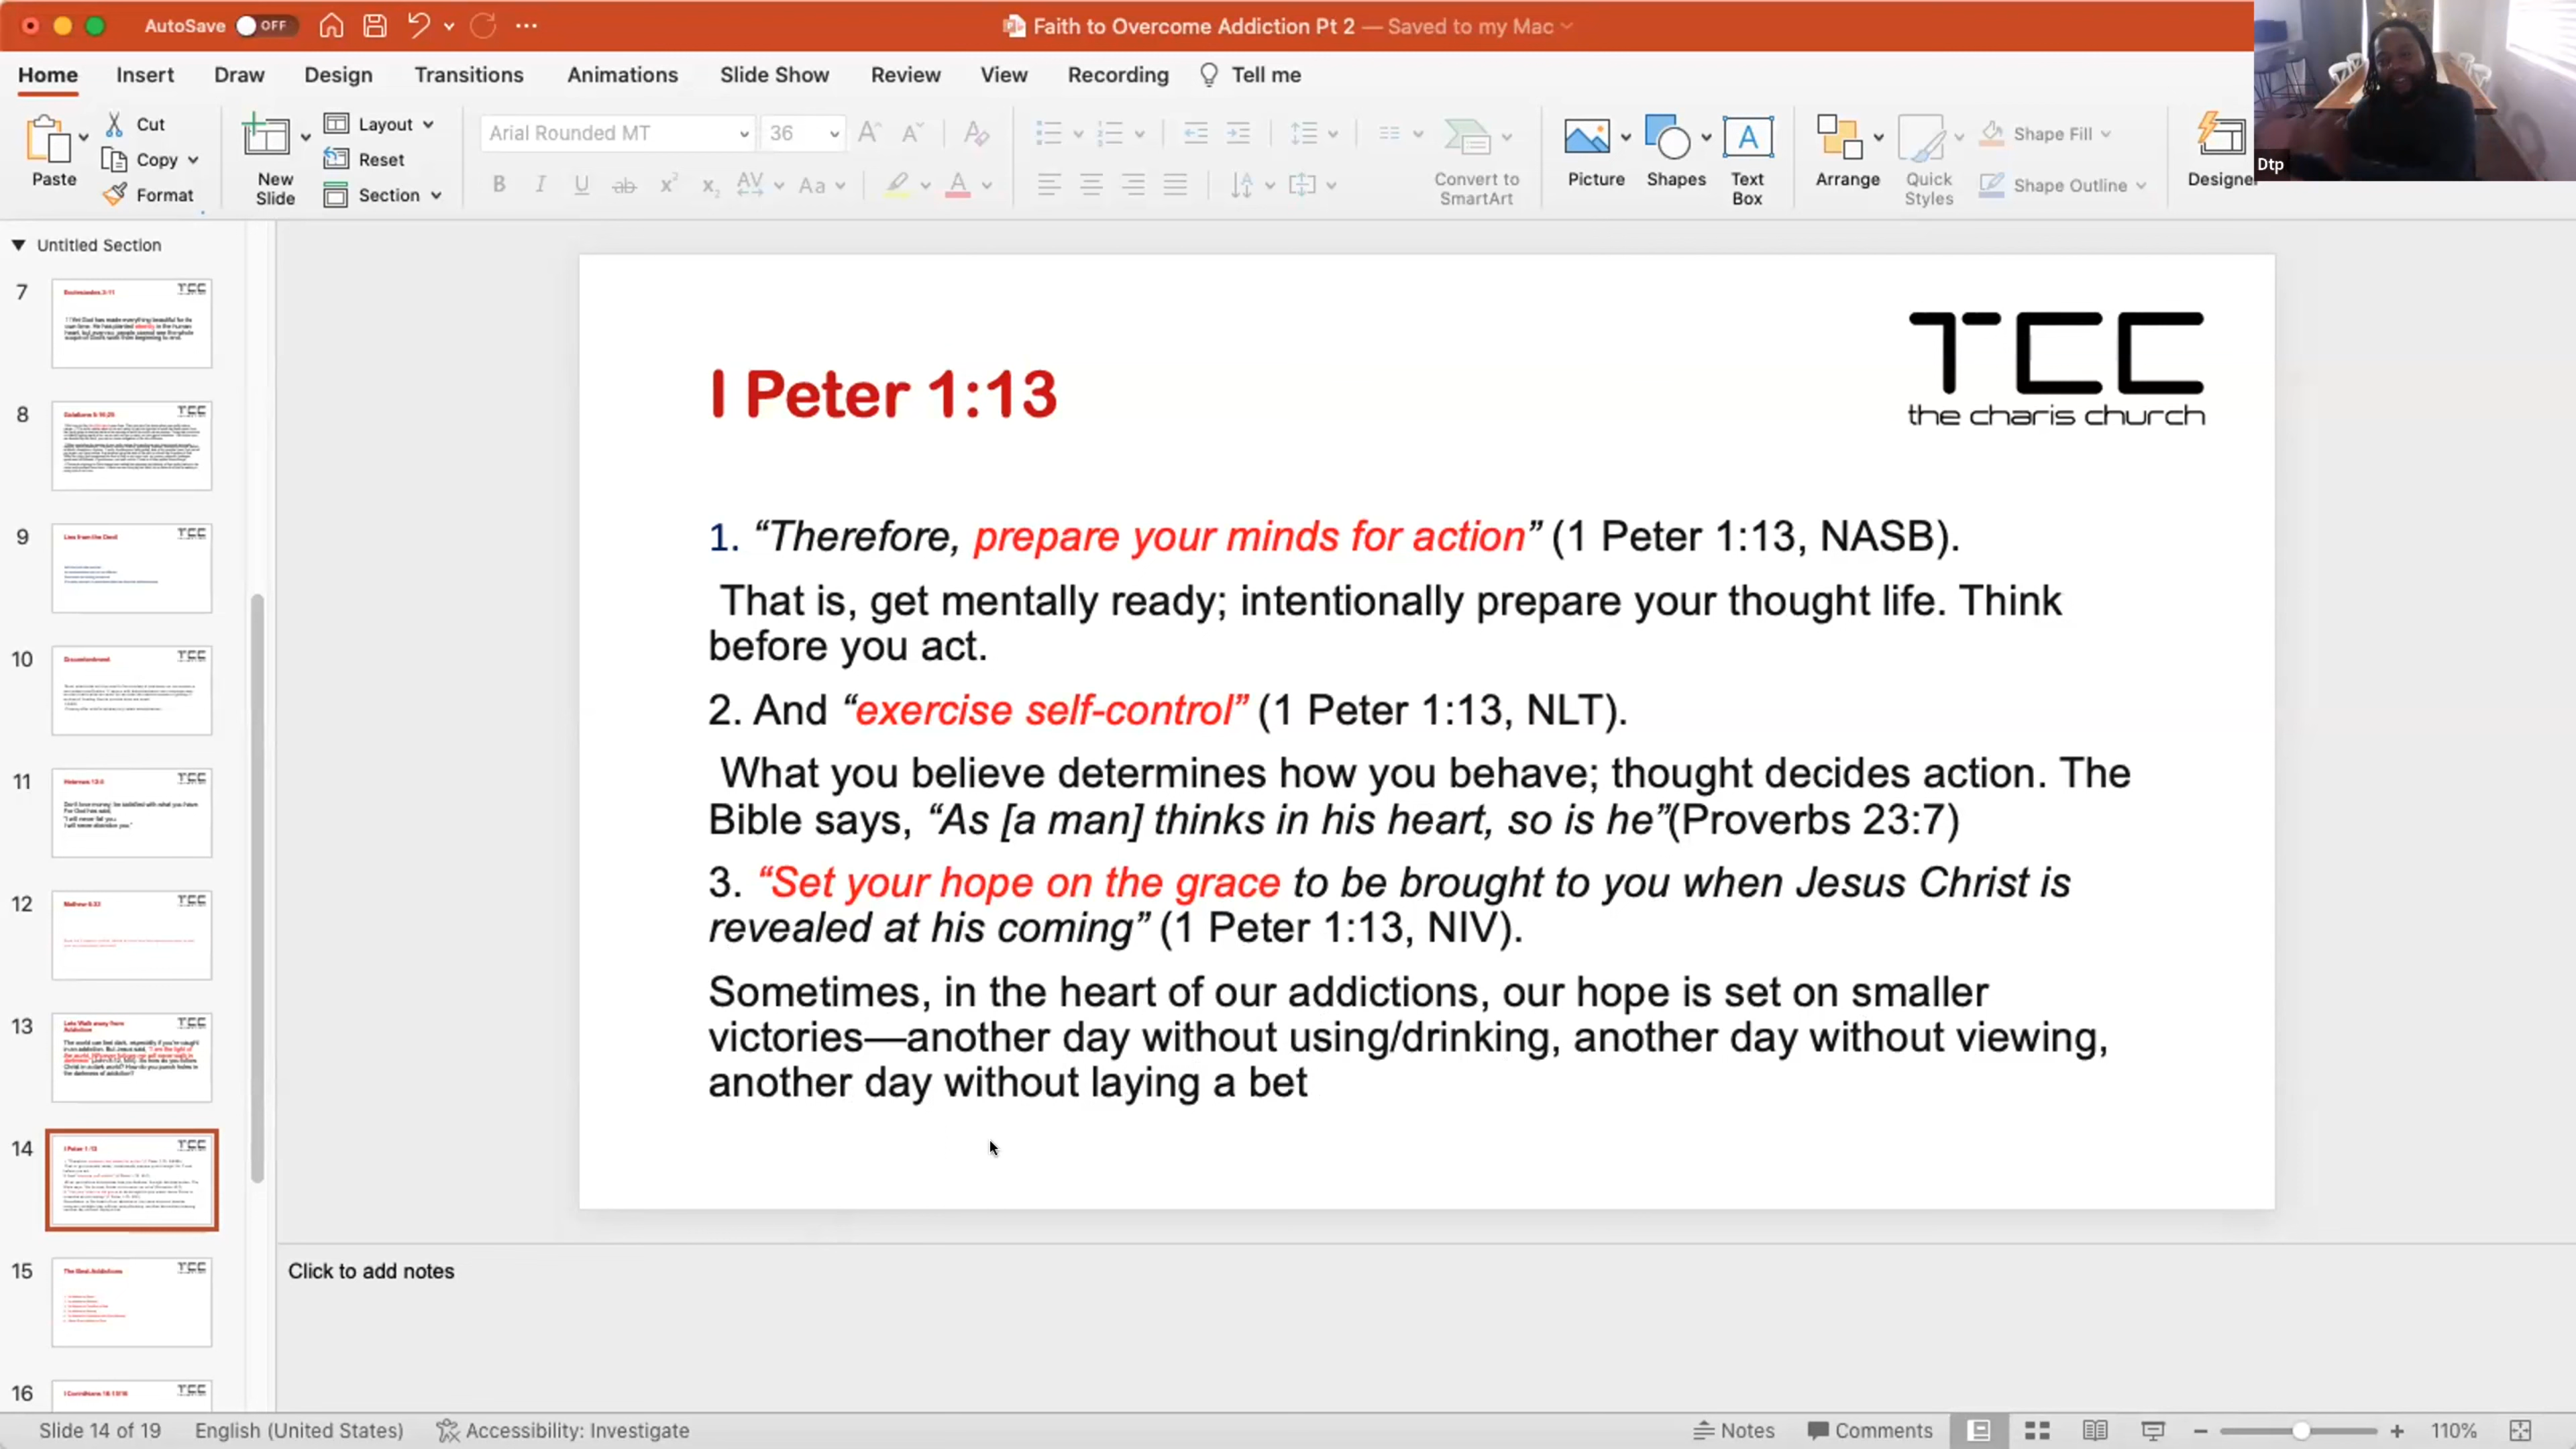 AutoSave OFF
Faith to Overcome Addiction Pt 2 — Saved to my Mac
Home Insert Draw Design Transitions Animations Slide Show Review View Recording Tell me
Paste
Cut
Copy
Format
New Slide
Layout
Reset
Section
Arial Rounded MT 36
Convert to SmartArt
Picture
Shapes
Text Box
Arrange
Quick Styles
Shape Fill
Shape Outline
Designer
Dtp
Untitled Section
7
8
9
10
11
12
13
14
15
16
I Peter 1:13
TCC
the charis church
1. “Therefore, prepare your minds for action” (1 Peter 1:13, NASB).
That is, get mentally ready; intentionally prepare your thought life. Think
before you act.
2. And “exercise self-control” (1 Peter 1:13, NLT).
What you believe determines how you behave; thought decides action. The
Bible says, “As [a man] thinks in his heart, so is he”(Proverbs 23:7)
3. “Set your hope on the grace to be brought to you when Jesus Christ is
revealed at his coming” (1 Peter 1:13, NIV).
Sometimes, in the heart of our addictions, our hope is set on smaller
victories—another day without using/drinking, another day without viewing,
another day without laying a bet
Click to add notes
Slide 14 of 19 English (United States) Accessibility: Investigate
Notes Comments 110%